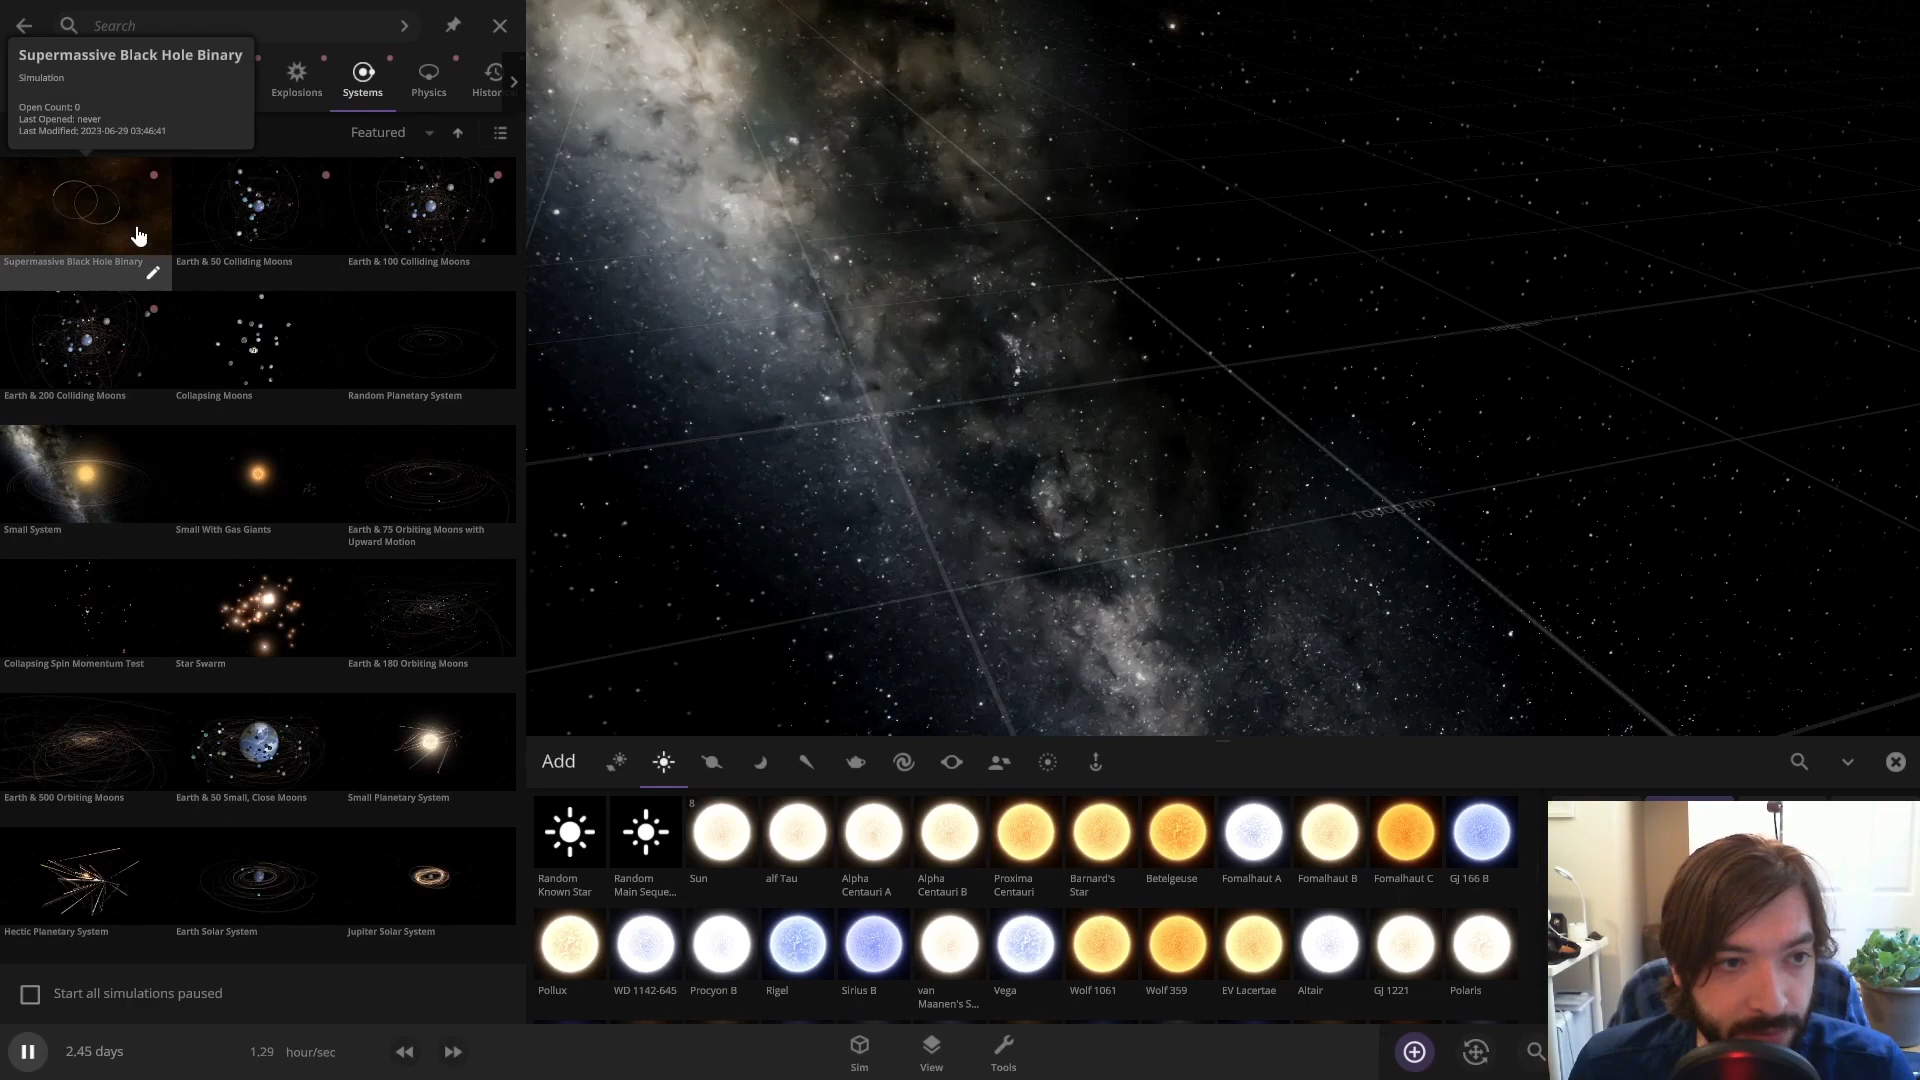 Search
Supermassive Black Hole Binary
Simulation
Open Count: 0
Last Opened: never
Last Modified: 2023-06-29 03:46:41
Explosions
Systems
Physics
Histor
Featured
Supermassive Black Hole Binary
Earth & 50 Colliding Moons
Earth & 100 Colliding Moons
Earth & 200 Colliding Moons
Collapsing Moons
Random Planetary System
Small System
Small With Gas Giants
Earth & 75 Orbiting Moons with
Upward Motion
Collapsing Spin Momentum Test
Star Swarm
Earth & 180 Orbiting Moons
Earth & 500 Orbiting Moons
Earth & 50 Small, Close Moons
Small Planetary System
Hectic Planetary System
Earth Solar System
Jupiter Solar System
Start all simulations paused
2.45 days
1.29 hour/sec
Add
8
Random
Known Star
Random
Main Seque...
Sun
alf Tau
Alpha
Centauri A
Alpha
Centauri B
Proxima
Centauri
Barnard's
Star
Betelgeuse
Fomalhaut A
Fomalhaut B
Fomalhaut C
GJ 166 B
Pollux
WD 1142-645
Procyon B
Rigel
Sirius B
van
Maanen's S...
Vega
Wolf 1061
Wolf 359
EV Lacertae
Altair
GJ 1221
Polaris
Sim
View
Tools